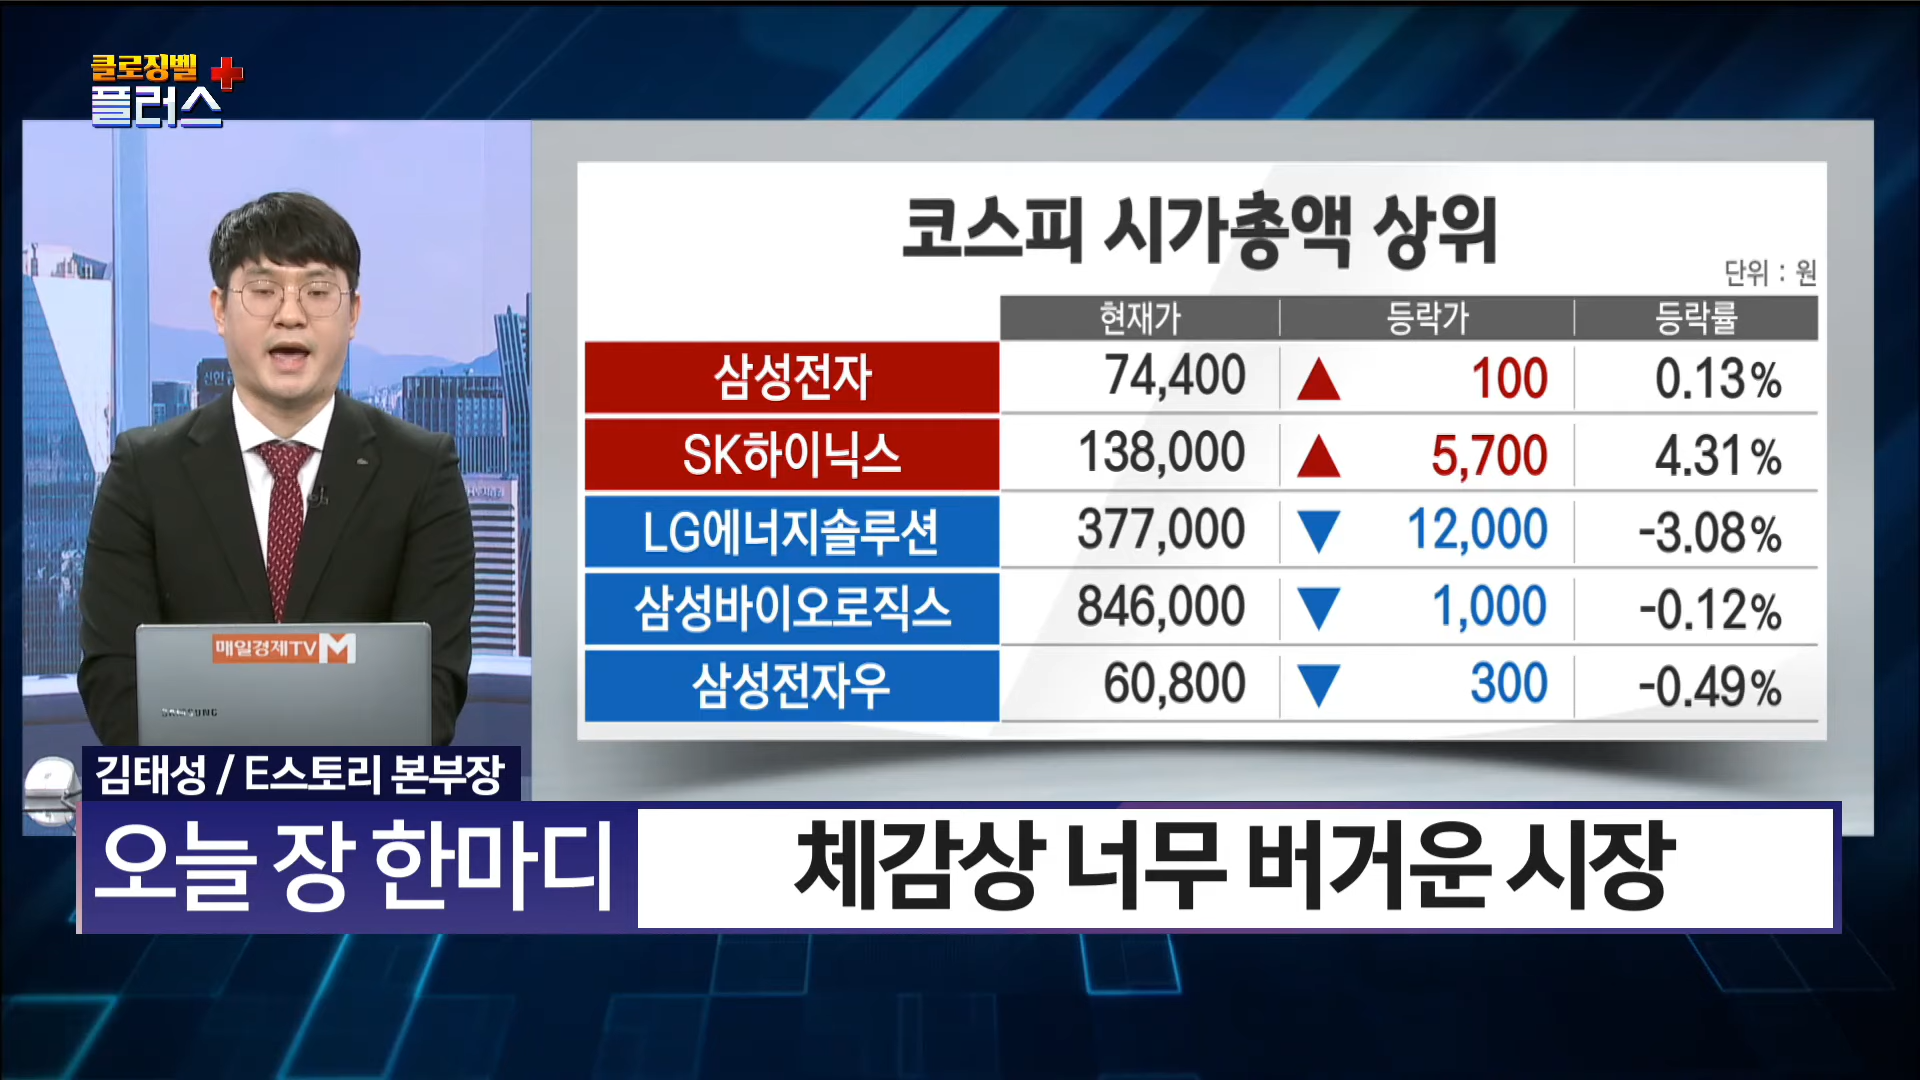 클로징벨
플러스+
코스피 시가총액 상위
단위 : 원
현재가 등락가 등락률
삼성전자 74,400 ▲ 100 0.13%
SK하이닉스 138,000 ▲ 5,700 4.31%
LG에너지솔루션 377,000 ▼ 12,000 -3.08%
삼성바이오로직스 846,000 ▼ 1,000 -0.12%
삼성전자우 60,800 ▼ 300 -0.49%
매일경제TV M
SAMSUNG
김태성 / E스토리 본부장
오늘 장 한마디
체감상 너무 버거운 시장